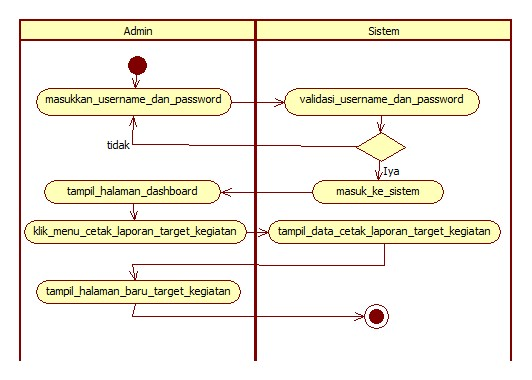 Admin
Sistem
masukkan_username_dan_password
validasi_username_dan_password
tidak
Iya
tampil_halaman_dashboard
masuk_ke_sistem
klik_menu_cetak_laporan_target_kegiatan
tampil_data_cetak_laporan_target_kegiatan
tampil_halaman_baru_target_kegiatan